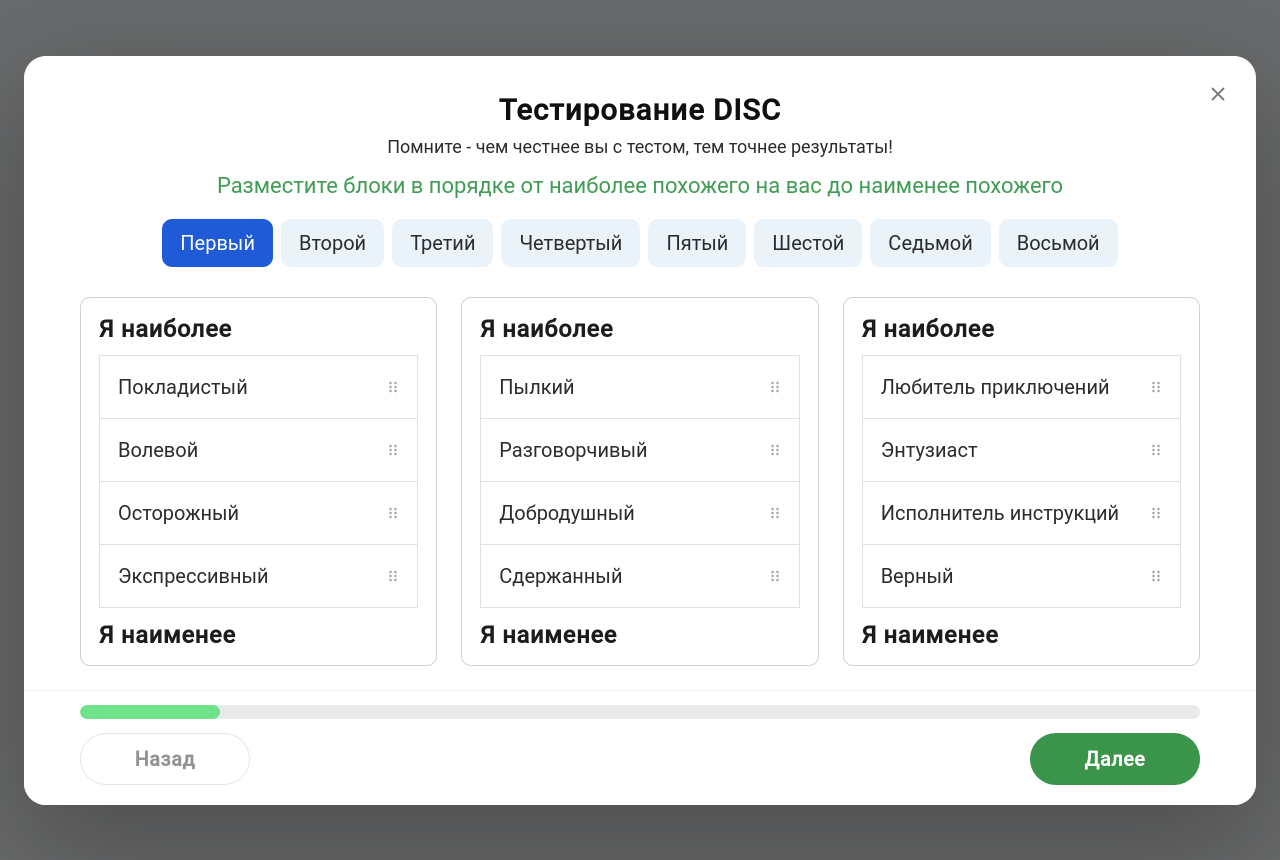 Тестирование DISC
Помните - чем честнее вы с тестом, тем точнее результаты!
Разместите блоки в порядке от наиболее похожего на вас до наименее похожего
Первый Второй Третий Четвертый Пятый Шестой Седьмой Восьмой
Я наиболее
Покладистый
Волевой
Осторожный
Экспрессивный
Я наименее
Я наиболее
Пылкий
Разговорчивый
Добродушный
Сдержанный
Я наименее
Я наиболее
Любитель приключений
Энтузиаст
Исполнитель инструкций
Верный
Я наименее
Назад
Далее